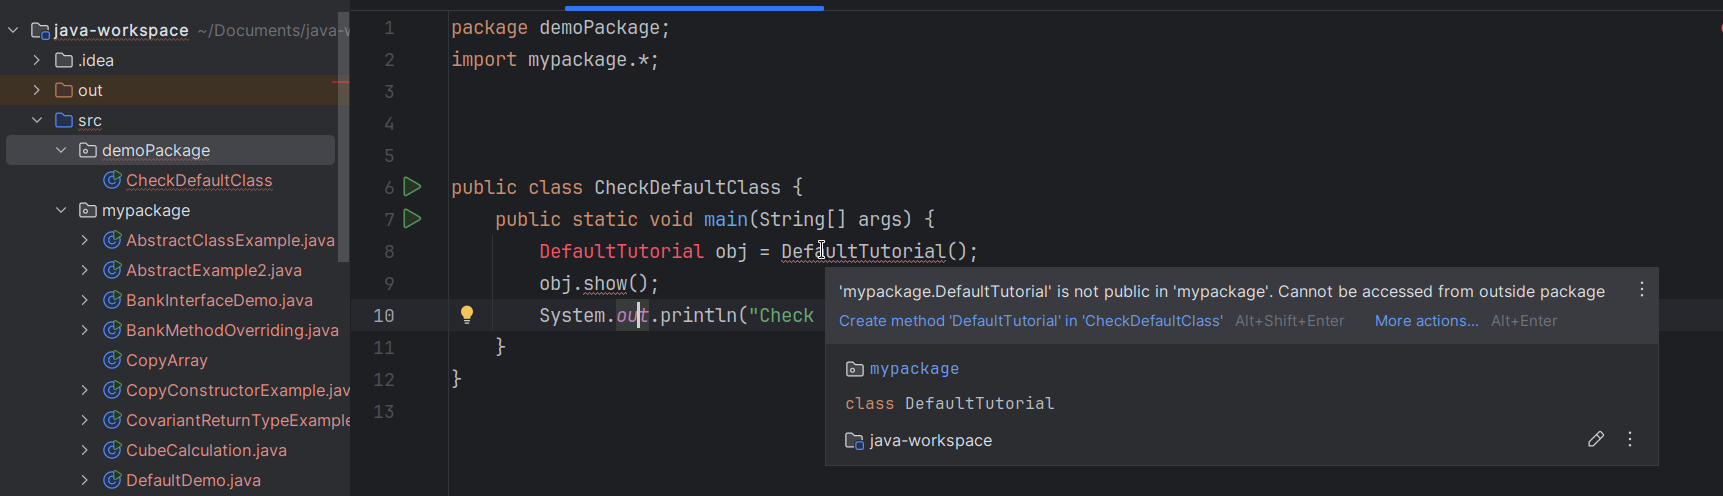 java-workspace ~/Documents/java-w
.idea
out
src
demoPackage
CheckDefaultClass
mypackage
AbstractClassExample.java
AbstractExample2.java
BankInterfaceDemo.java
BankMethodOverriding.java
CopyArray
CopyConstructorExample.jav
CovariantReturnTypeExample
CubeCalculation.java
DefaultDemo.java
1 package demoPackage;
2 import mypackage.*;
3
4
5
6 public class CheckDefaultClass {
7 public static void main(String[] args) {
8 DefaultTutorial obj = DefaultTutorial();
9 obj.show();
10 System.out.println("Check
11 }
12 }
13
'mypackage.DefaultTutorial' is not public in 'mypackage'. Cannot be accessed from outside package
Create method 'DefaultTutorial' in 'CheckDefaultClass' Alt+Shift+Enter More actions... Alt+Enter
mypackage
class DefaultTutorial
java-workspace